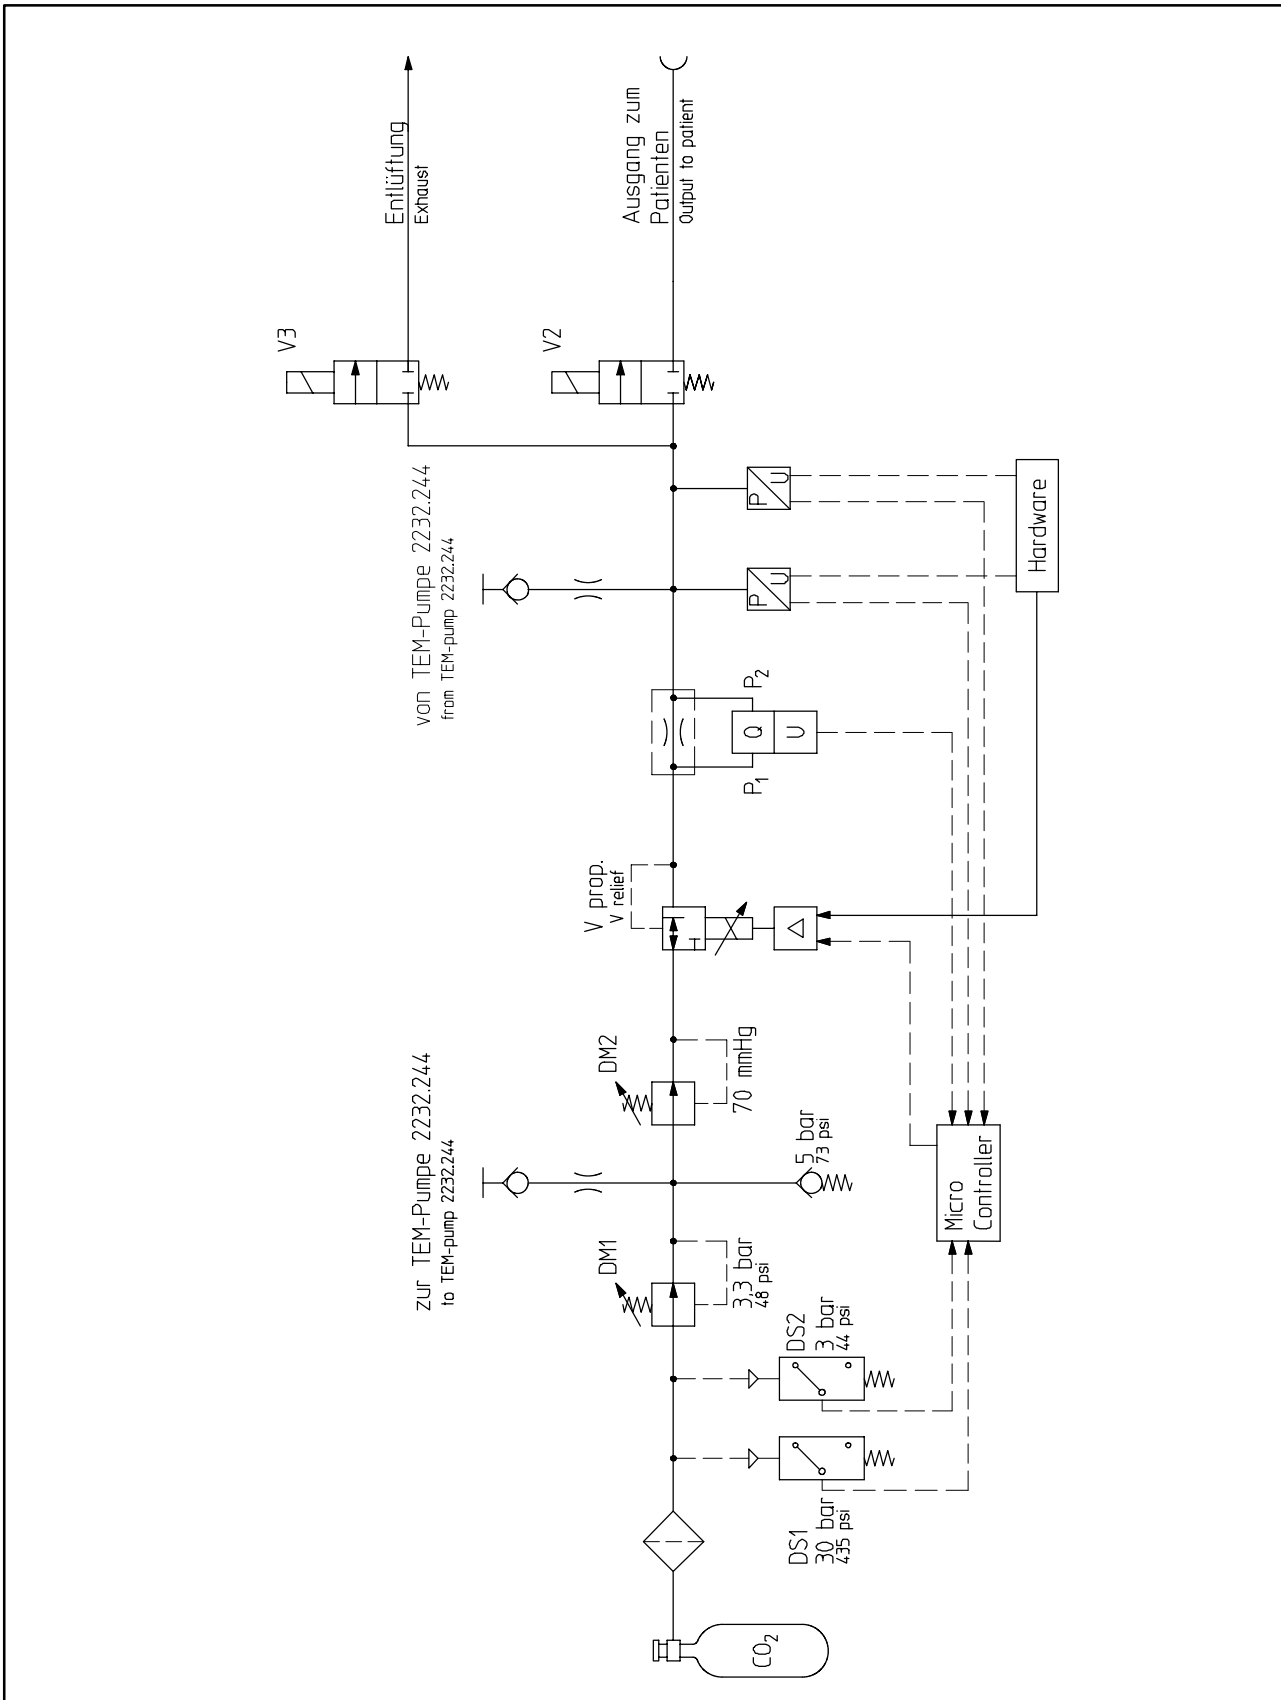 Entlüftung
Exhaust
Ausgang zum
Patienten
Output to patient
V3
V2
von TEM-Pumpe 2232.244
from TEM-pump 2232.244
P
U
P
U
Hardware
P2
Q
U
P1
V prop.
V relief
zur TEM-Pumpe 2232.244
to TEM-pump 2232.244
DM2
70 mmHg
5 bar
73 psi
DM1
3,3 bar
48 psi
Micro
Controller
DS2
3 bar
44 psi
DS1
30 bar
435 psi
CO2